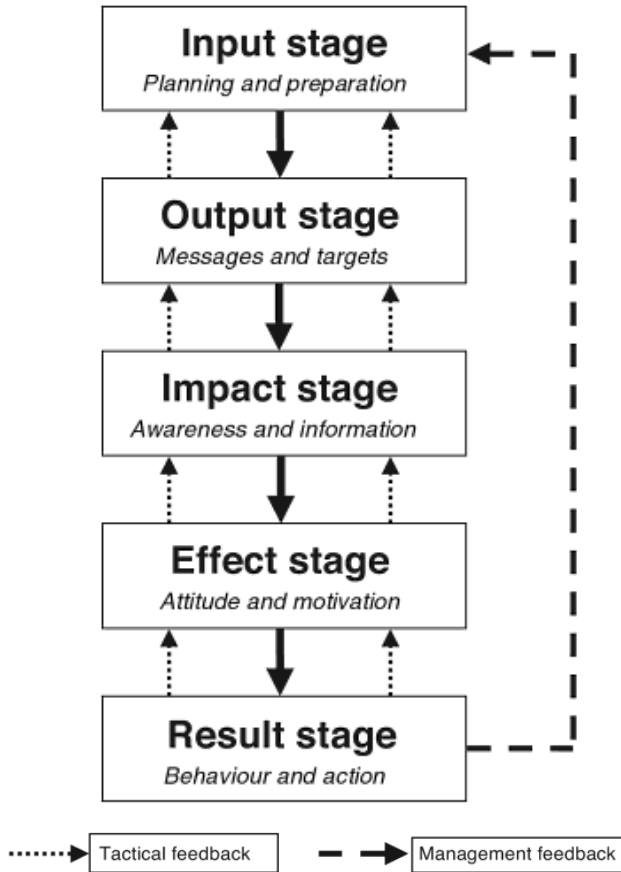 Input stage
Planning and preparation
Output stage
Messages and targets
Impact stage
Awareness and information
Effect stage
Attitude and motivation
Result stage
Behaviour and action
Tactical feedback
Management feedback